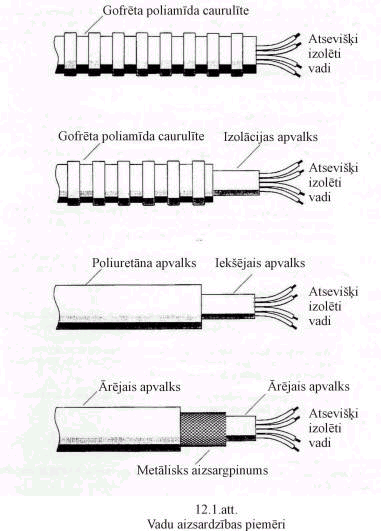 Gofrēta poliamīda caurulīte
Atsevišķi
izolēti
vadi
Gofrēta poliamīda caurulīte
Izolācijas apvalks
Atsevišķi
izolēti
vadi
Poliuretāna apvalks
Iekšējais apvalks
Atsevišķi
izolēti
vadi
Ārējais apvalks
Ārējais apvalks
Atsevišķi
izolēti
vadi
Metālisks aizsargpinums
12.1.att.
Vadu aizsardzības piemēri